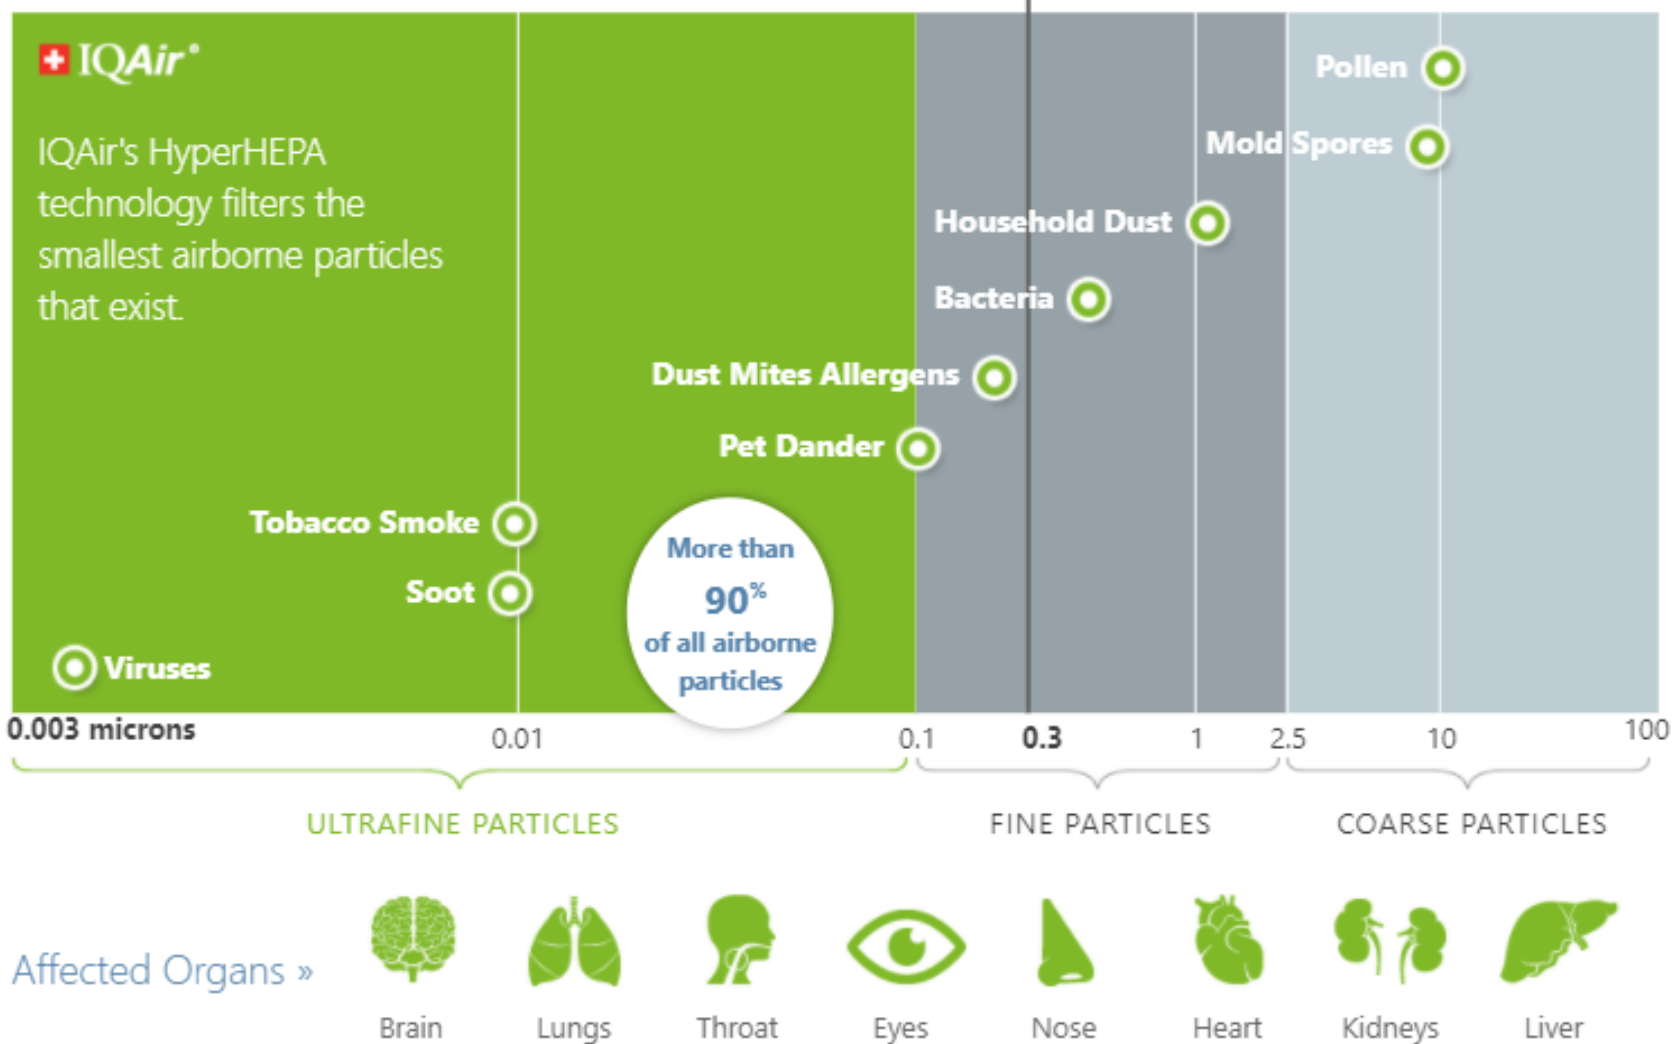 IQAir®
IQAir's HyperHEPA
technology filters the
smallest airborne particles
that exist.
Pollen
Mold Spores
Household Dust
Bacteria
Dust Mites Allergens
Pet Dander
Tobacco Smoke
Soot
Viruses
More than
90%
of all airborne
particles
0.003 microns
0.01
0.1
0.3
1
2.5
10
100
ULTRAFINE PARTICLES
FINE PARTICLES
COARSE PARTICLES
Affected Organs »
Brain
Lungs
Throat
Eyes
Nose
Heart
Kidneys
Liver